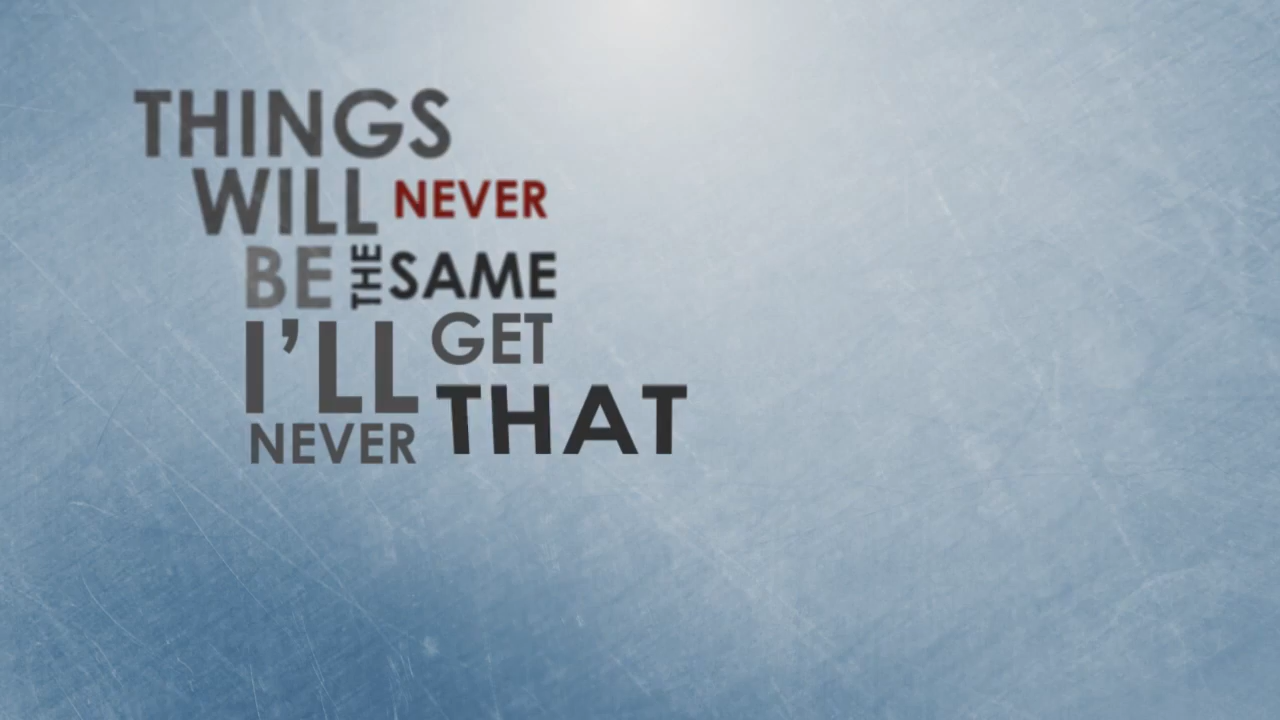 THINGS
WILL NEVER
BE THE SAME
I'LL
NEVER
GET
THAT